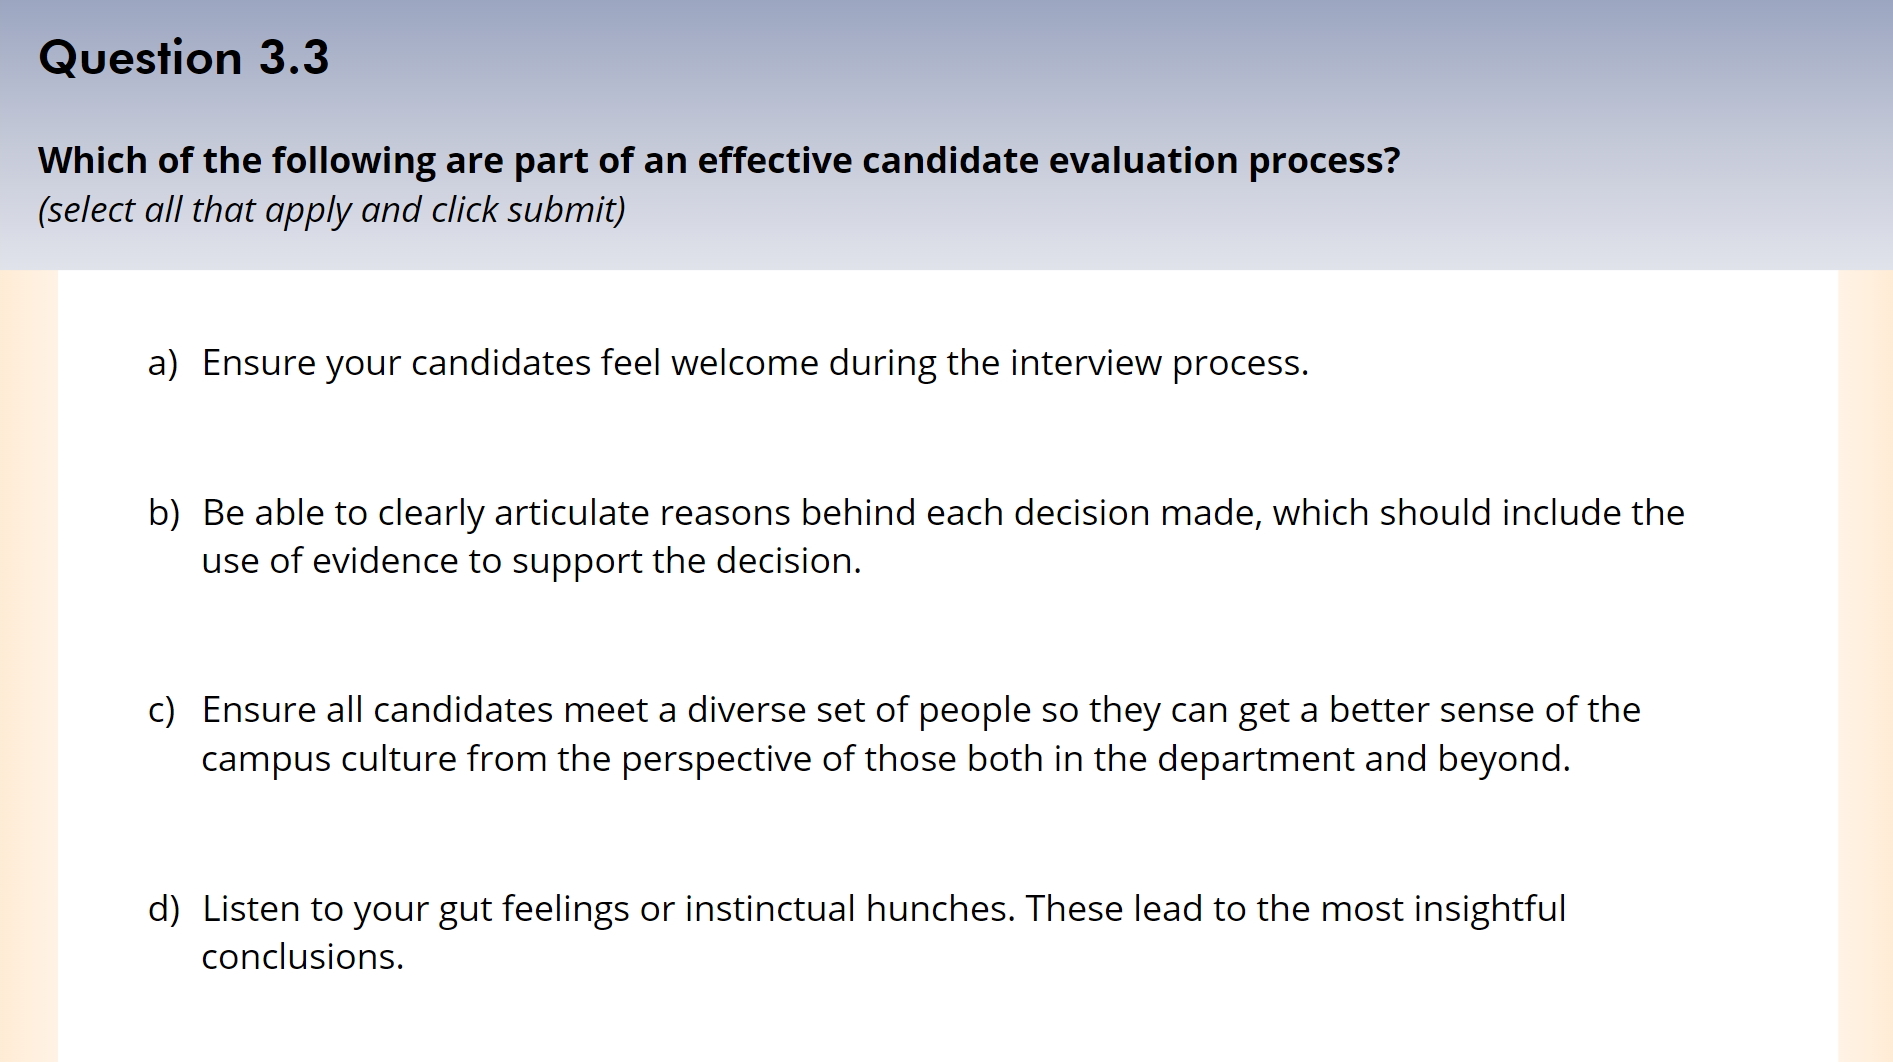 Question 3.3
Which of the following are part of an effective candidate evaluation process?
(select all that apply and click submit)
a) Ensure your candidates feel welcome during the interview process.
b) Be able to clearly articulate reasons behind each decision made, which should include the
use of evidence to support the decision.
c) Ensure all candidates meet a diverse set of people so they can get a better sense of the
campus culture from the perspective of those both in the department and beyond.
d) Listen to your gut feelings or instinctual hunches. These lead to the most insightful
conclusions.